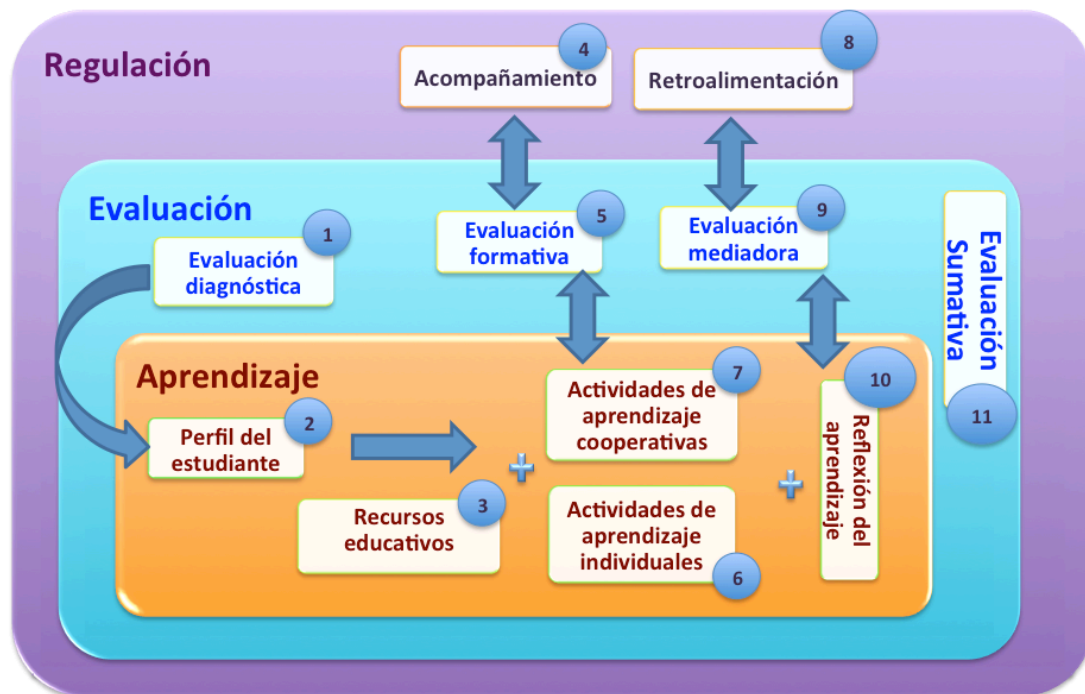 Regulación
4
Acompañamiento
8
Retroalimentación
Evaluación
1
Evaluación
diagnóstica
5
Evaluación
formativa
9
Evaluación
mediadora
Evaluación
Sumativa
11
Aprendizaje
2
Perfil del
estudiante
3
Recursos
educativos
7
Actividades de
aprendizaje
cooperativas
Actividades de
aprendizaje
individuales
6
10
Reflexión del
aprendizaje